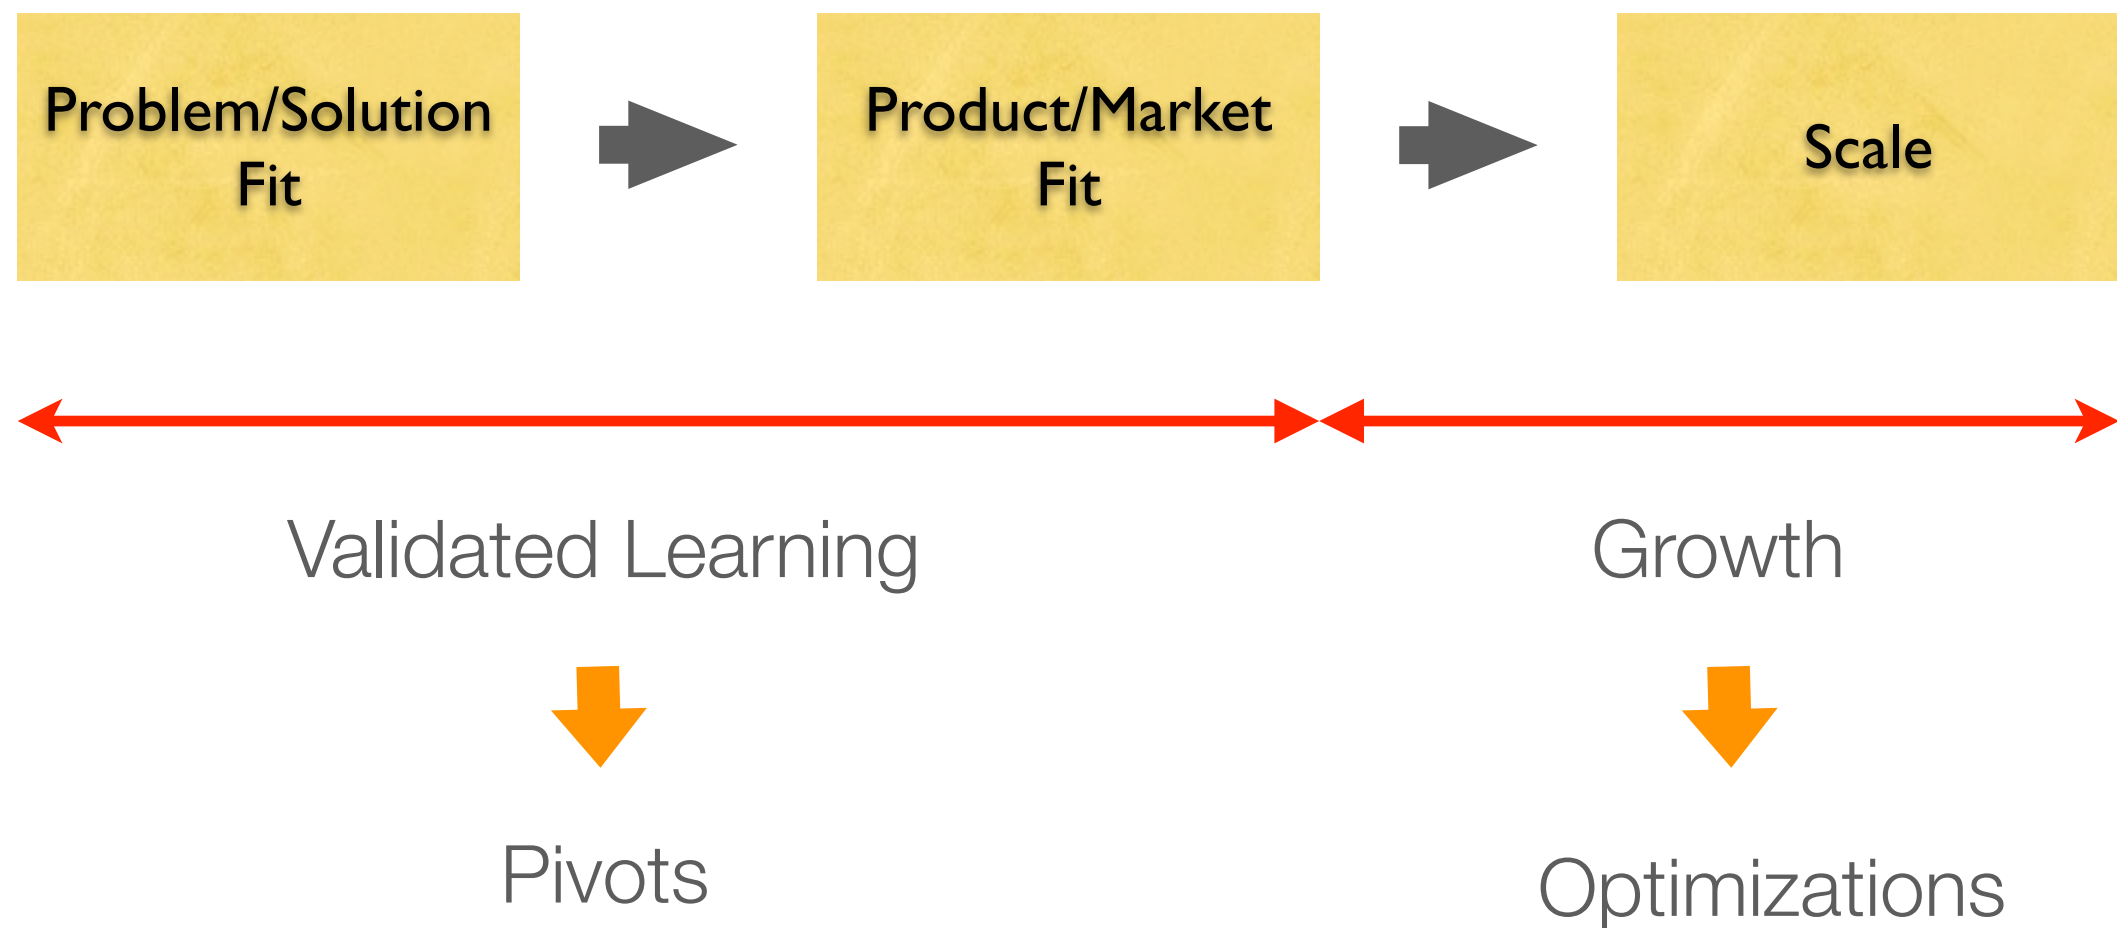 Problem/Solution
Fit
Product/Market
Fit
Scale
Validated Learning
Growth
Pivots
Optimizations